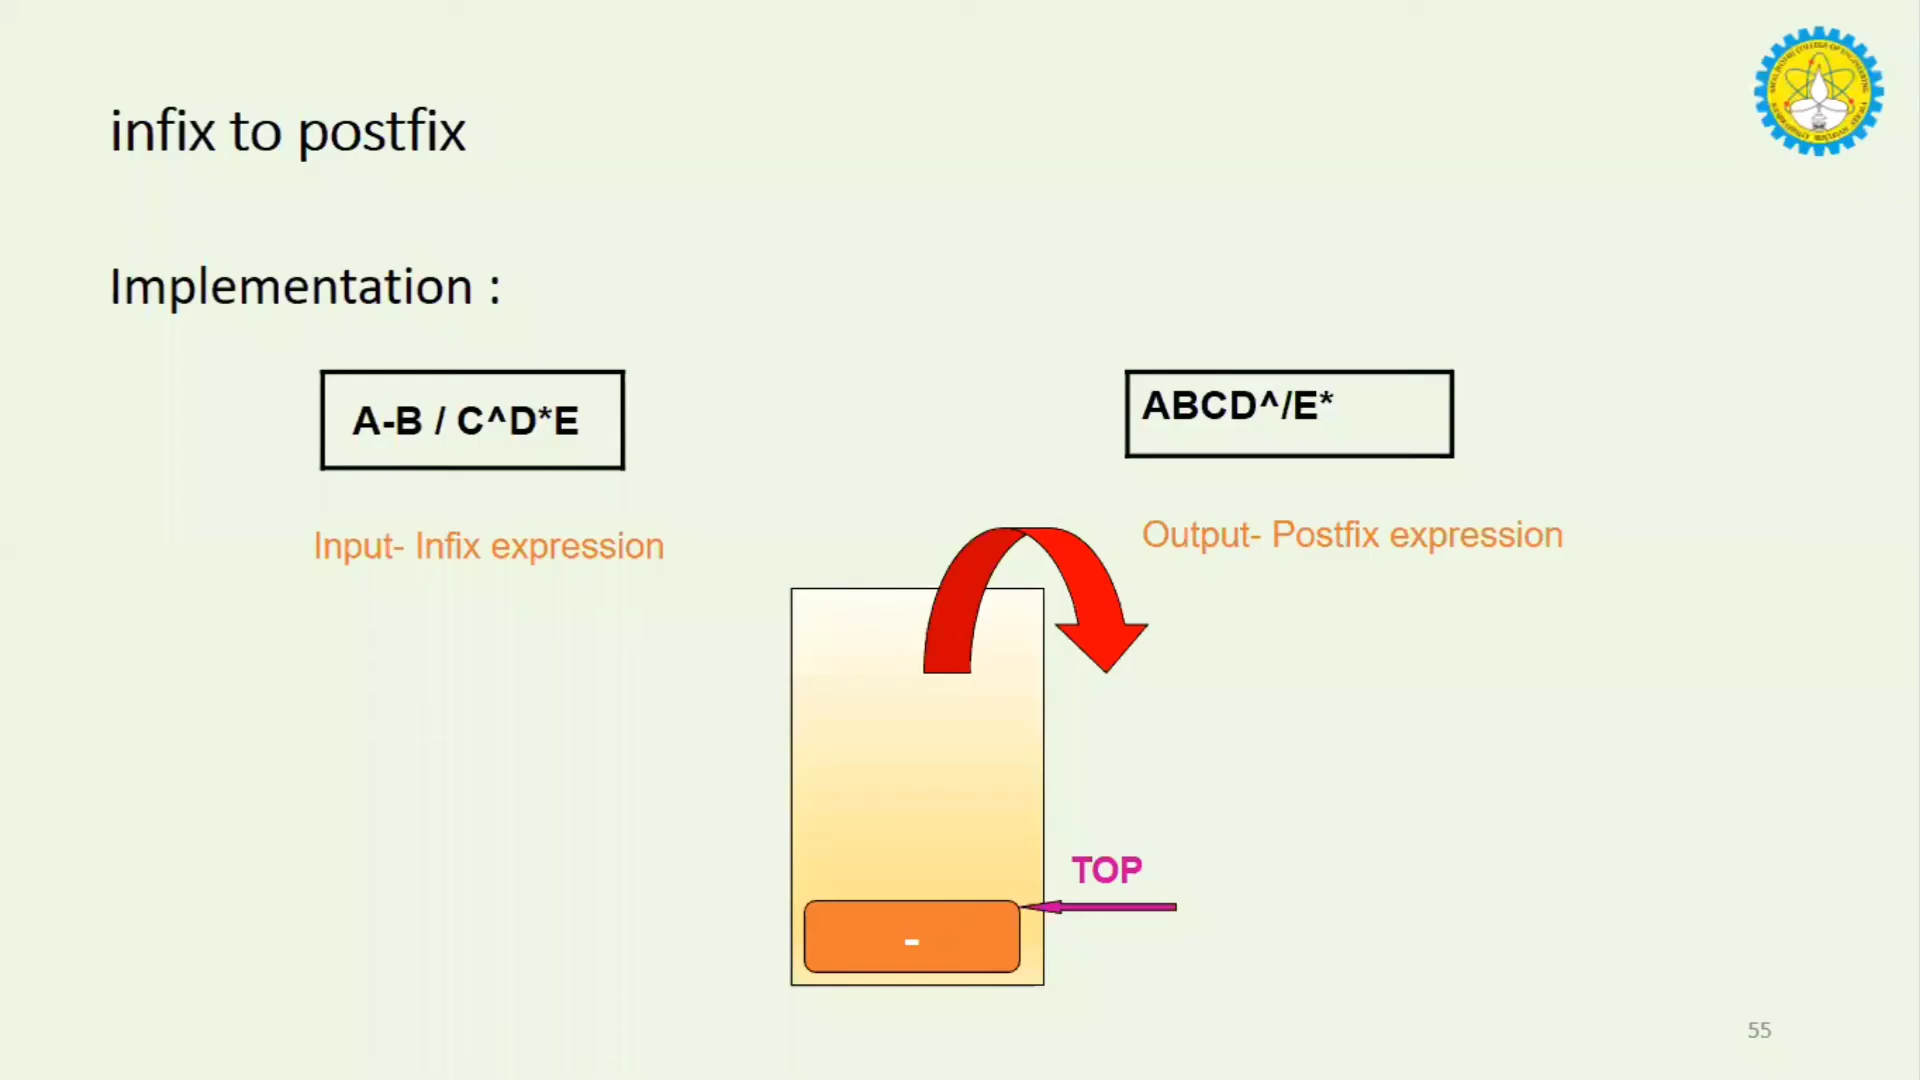 infix to postfix
Implementation :
A-B / C^D*E
ABCD^/E*
Input- Infix expression
Output- Postfix expression
TOP
-
55